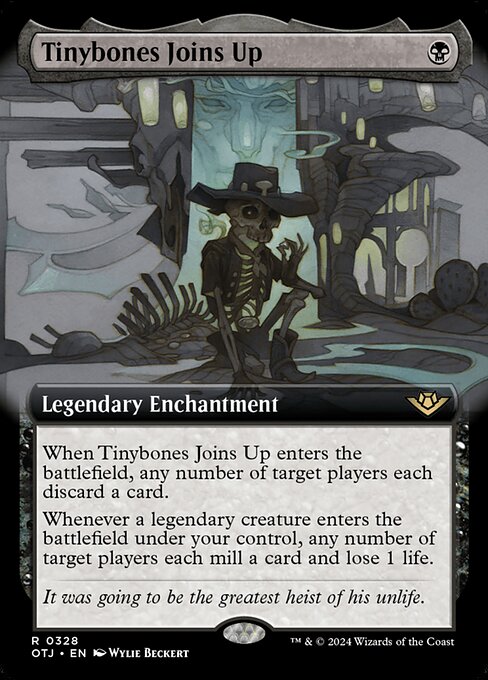 Tinybones Joins Up
Legendary Enchantment
When Tinybones Joins Up enters the
battlefield, any number of target players each
discard a card.
Whenever a legendary creature enters the
battlefield under your control, any number of
target players each mill a card and lose 1 life.
It was going to be the greatest heist of his unlife.
R 0328
OTJ • EN WYLIE BECKERT
™ & © 2024 Wizards of the Coast